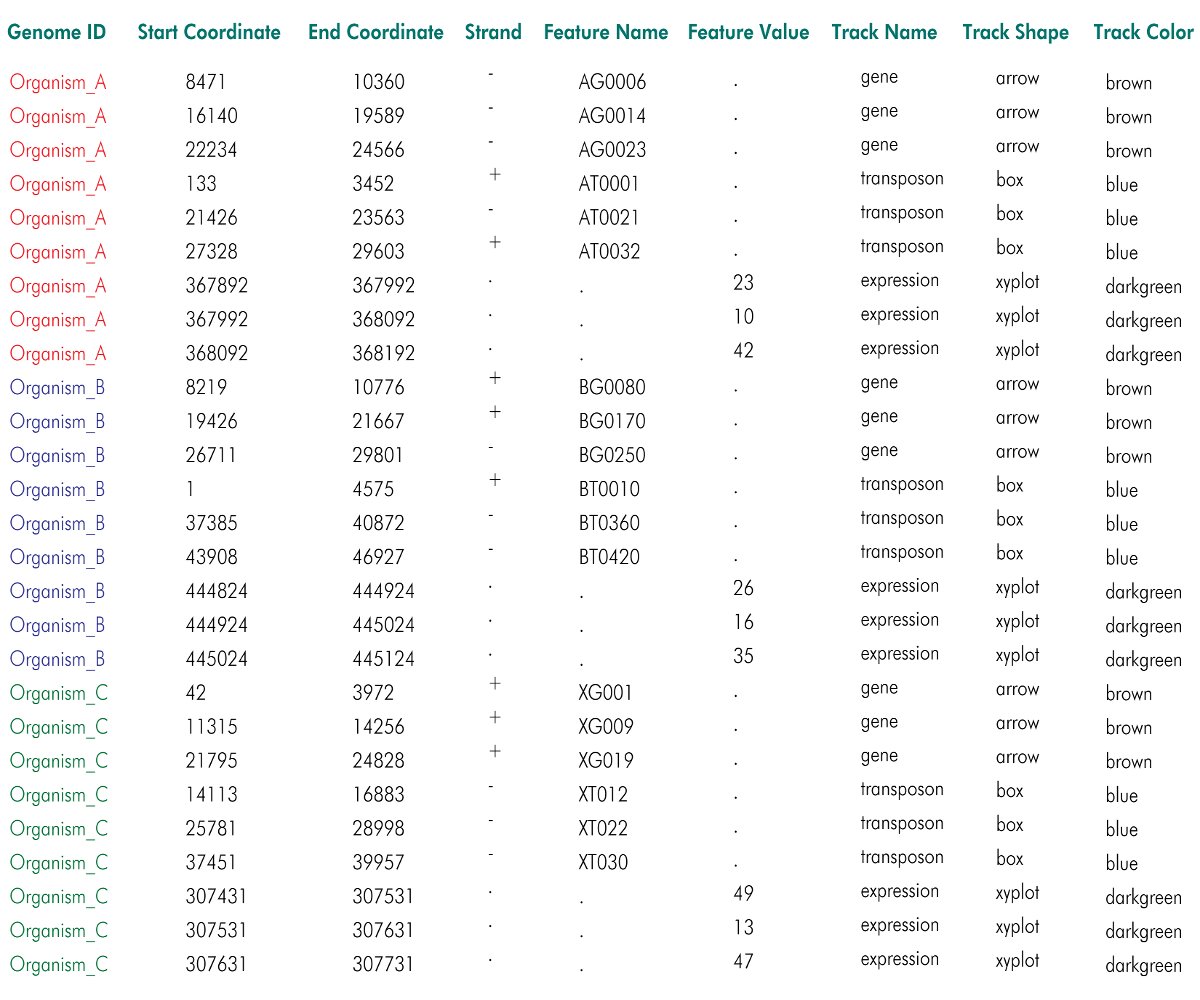 Genome ID Start Coordinate End Coordinate Strand Feature Name Feature Value Track Name Track Shape Track Color
Organism_A 8471 10360 - AG0006 . gene arrow brown
Organism_A 16140 19589 - AG0014 . gene arrow brown
Organism_A 22234 24566 - AG0023 . gene arrow brown
Organism_A 133 3452 + AT0001 . transposon box blue
Organism_A 21426 23563 - AT0021 . transposon box blue
Organism_A 27328 29603 + AT0032 . transposon box blue
Organism_A 367892 367992 . . 23 expression xyplot darkgreen
Organism_A 367992 368092 . . 10 expression xyplot darkgreen
Organism_A 368092 368192 . . 42 expression xyplot darkgreen
Organism_B 8219 10776 + BG0080 . gene arrow brown
Organism_B 19426 21667 + BG0170 . gene arrow brown
Organism_B 26711 29801 - BG0250 . gene arrow brown
Organism_B 1 4575 + BT0010 . transposon box blue
Organism_B 37385 40872 - BT0360 . transposon box blue
Organism_B 43908 46927 - BT0420 . transposon box blue
Organism_B 444824 444924 . . 26 expression xyplot darkgreen
Organism_B 444924 445024 . . 16 expression xyplot darkgreen
Organism_B 445024 445124 . . 35 expression xyplot darkgreen
Organism_C 42 3972 + XG001 . gene arrow brown
Organism_C 11315 14256 + XG009 . gene arrow brown
Organism_C 21795 24828 + XG019 . gene arrow brown
Organism_C 14113 16883 - XT012 . transposon box blue
Organism_C 25781 28998 - XT022 . transposon box blue
Organism_C 37451 39957 - XT030 . transposon box blue
Organism_C 307431 307531 . . 49 expression xyplot darkgreen
Organism_C 307531 307631 . . 13 expression xyplot darkgreen
Organism_C 307631 307731 . . 47 expression xyplot darkgreen